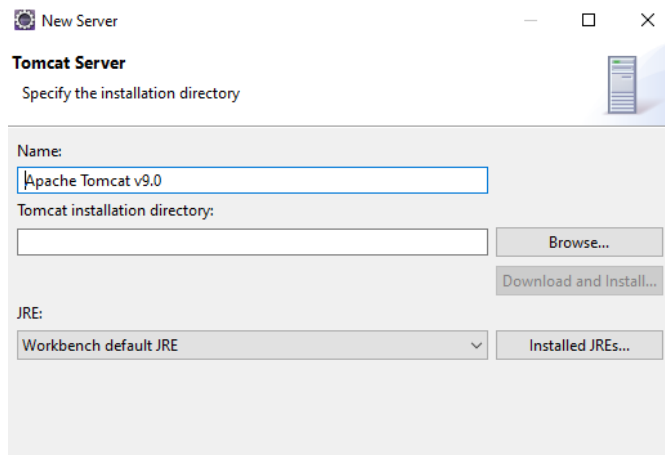 New Server
Tomcat Server
Specify the installation directory
Name:
Apache Tomcat v9.0
Tomcat installation directory:
Browse...
Download and Install...
JRE:
Workbench default JRE
Installed JREs...